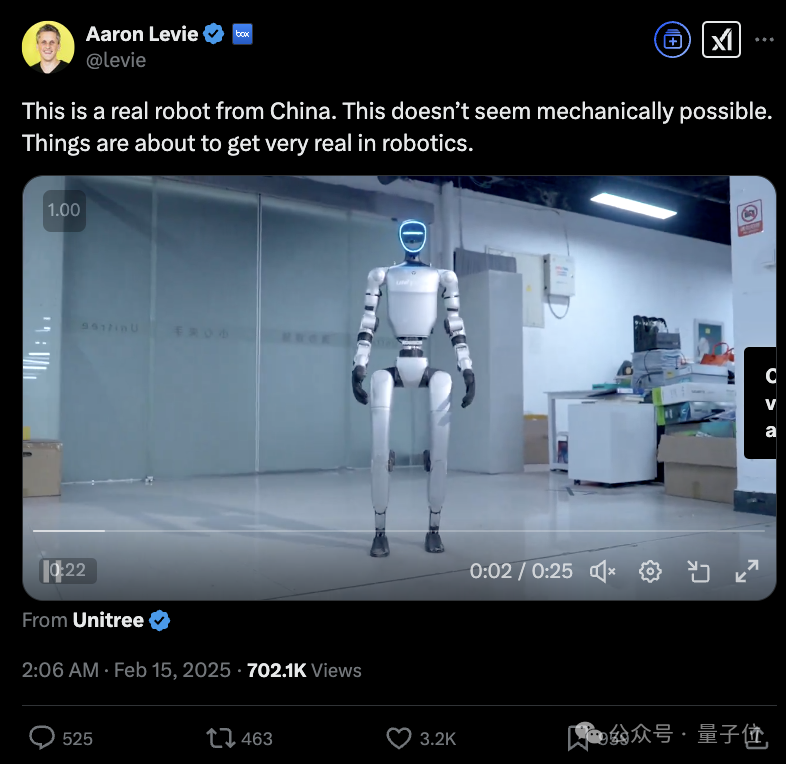 Aaron Levie
box
@levie
This is a real robot from China. This doesn’t seem mechanically possible.
Things are about to get very real in robotics.
1.00
Unitree
0:22
0:02 / 0:25
From Unitree
2:06 AM · Feb 15, 2025 · 702.1K Views
525
463
3.2K
公众号 · 量子位